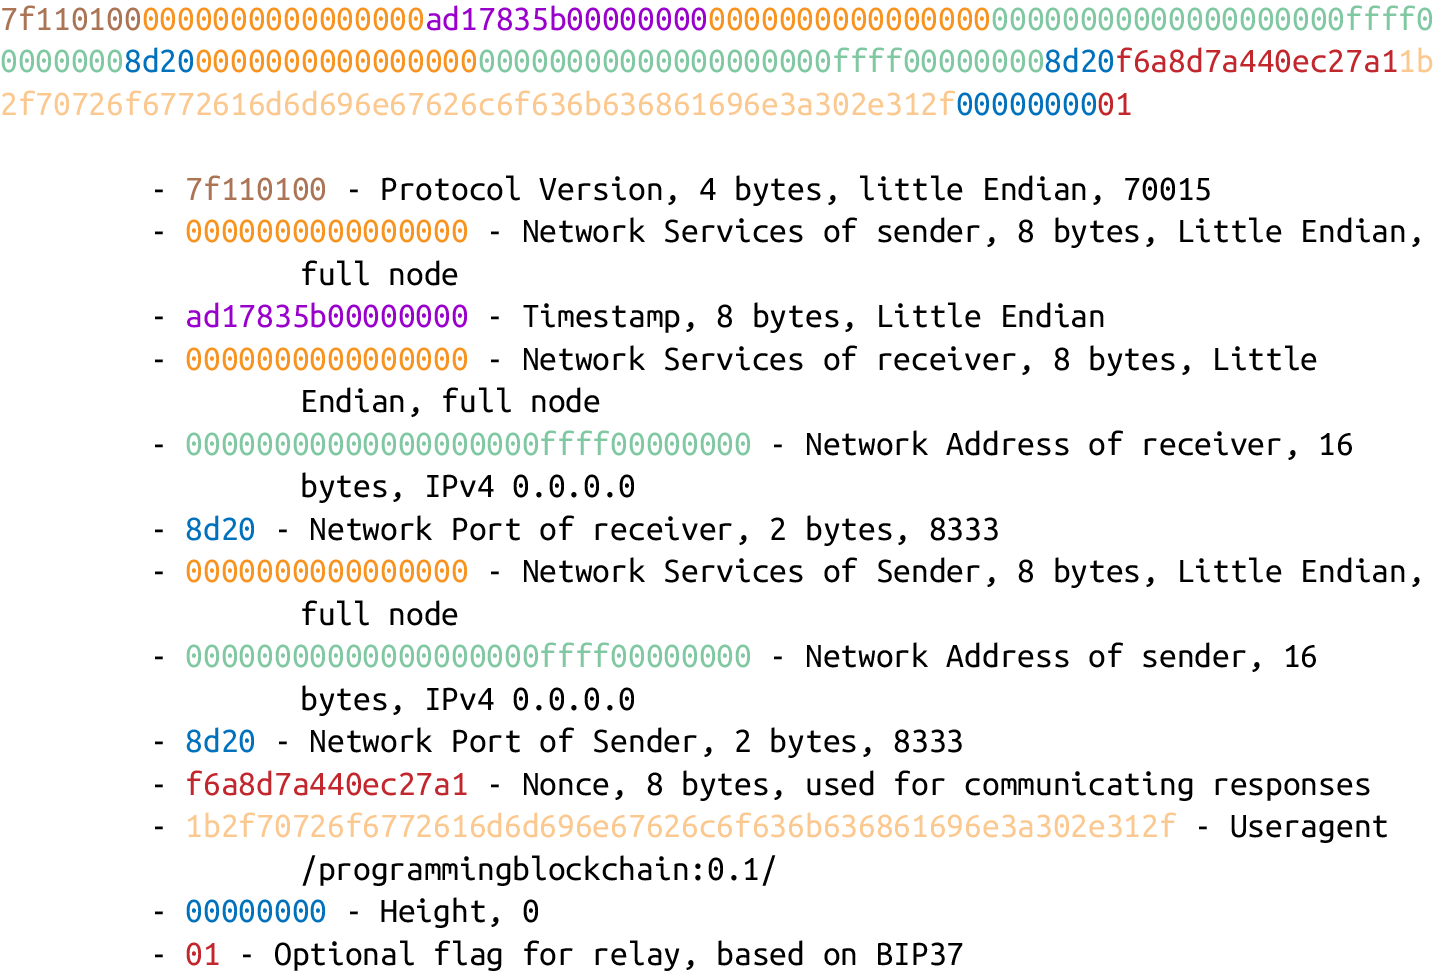 7f1101000000000000000000ad17835b00000000000000000000000000000000000000000000ffff0
00000008d20000000000000000000000000000000000000ffff000000008d20f6a8d7a440ec27a11b
2f70726f6772616d6d696e67626c6f636b636861696e3a302e312f0000000001
- 7f110100 - Protocol Version, 4 bytes, little Endian, 70015
- 0000000000000000 - Network Services of sender, 8 bytes, Little Endian,
full node
- ad17835b00000000 - Timestamp, 8 bytes, Little Endian
- 0000000000000000 - Network Services of receiver, 8 bytes, Little
Endian, full node
- 00000000000000000000ffff00000000 - Network Address of receiver, 16
bytes, IPv4 0.0.0.0
- 8d20 - Network Port of receiver, 2 bytes, 8333
- 0000000000000000 - Network Services of Sender, 8 bytes, Little Endian,
full node
- 00000000000000000000ffff00000000 - Network Address of sender, 16
bytes, IPv4 0.0.0.0
- 8d20 - Network Port of Sender, 2 bytes, 8333
- f6a8d7a440ec27a1 - Nonce, 8 bytes, used for communicating responses
- 1b2f70726f6772616d6d696e67626c6f636b636861696e3a302e312f - Useragent
/programmingblockchain:0.1/
- 00000000 - Height, 0
- 01 - Optional flag for relay, based on BIP37